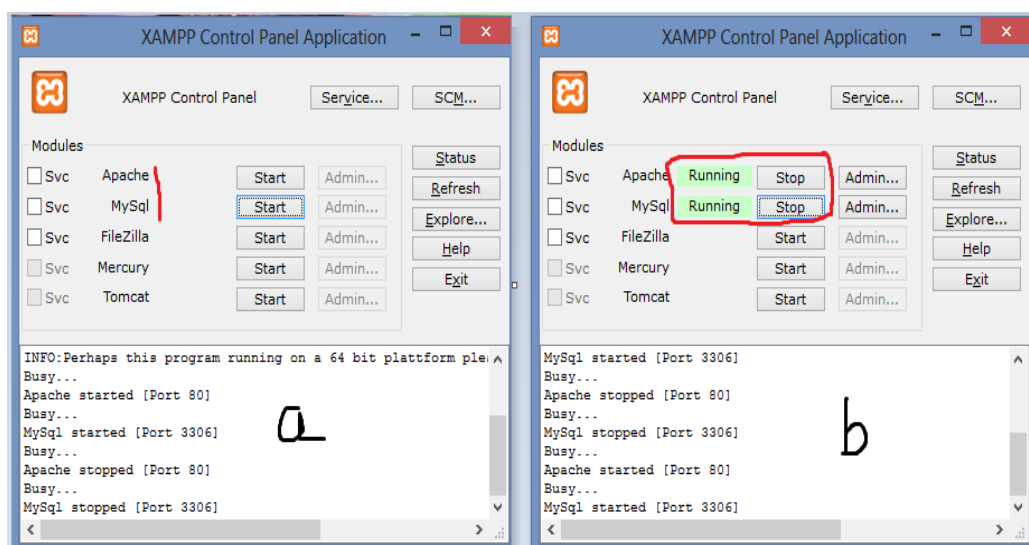 XAMPP Control Panel Application
XAMPP Control Panel Service... SCM...
Modules
Status
Svc Apache Start Admin...
Refresh
Svc MySql Start Admin...
Explore...
Svc FileZilla Start Admin...
Help
Svc Mercury Start Admin...
Exit
Svc Tomcat Start Admin...
INFO:Perhaps this program running on a 64 bit plattform
Busy...
Apache started [Port 80]
Busy...
MySql started [Port 3306]
Busy...
Apache stopped [Port 80]
Busy...
MySql stopped [Port 3306]
a
XAMPP Control Panel Application
XAMPP Control Panel Service... SCM...
Modules
Status
Svc Apache Running Stop Admin...
Refresh
Svc MySql Running Stop Admin...
Explore...
Svc FileZilla Start Admin...
Help
Svc Mercury Start Admin...
Exit
Svc Tomcat Start Admin...
MySql started [Port 3306]
Busy...
Apache stopped [Port 80]
Busy...
MySql stopped [Port 3306]
Busy...
Apache started [Port 80]
Busy...
MySql started [Port 3306]
b